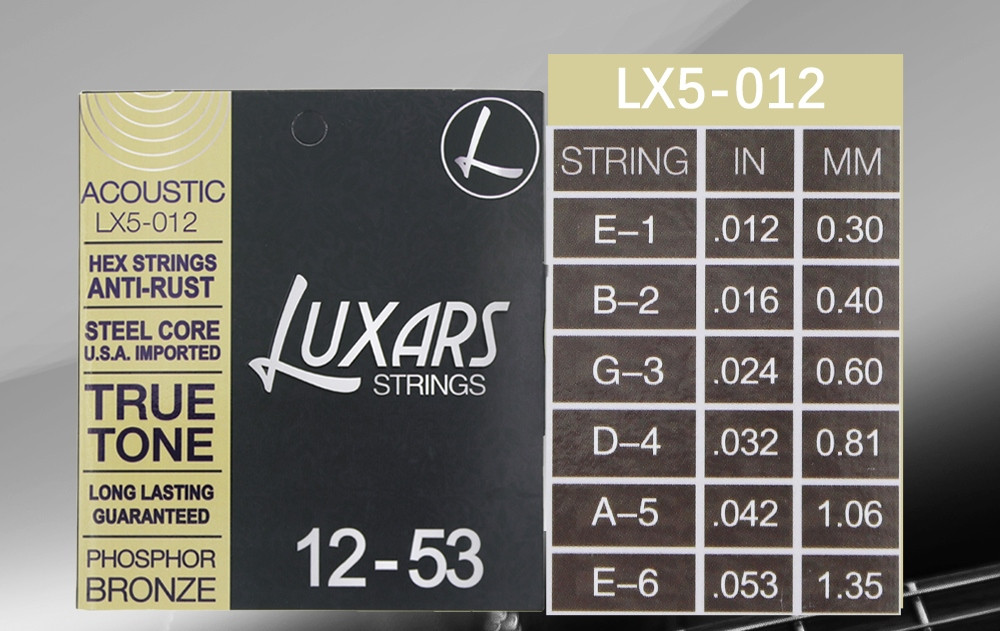 ACOUSTIC
LX5-012
HEX STRINGS
ANTI-RUST
STEEL CORE
U.S.A. IMPORTED
TRUE
TONE
LONG LASTING
GUARANTEED
PHOSPHOR
BRONZE
L
LUXARS
STRINGS
12-53
LX5-012
STRING IN MM
E–1 .012 0.30
B–2 .016 0.40
G–3 .024 0.60
D–4 .032 0.81
A–5 .042 1.06
E–6 .053 1.35